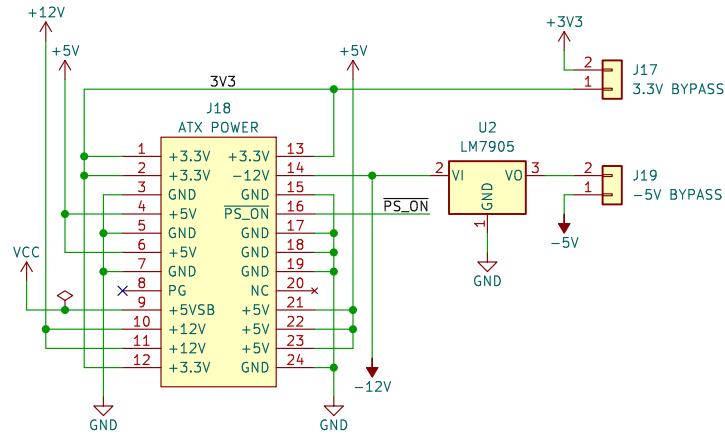 +12V
+5V
+5V
+3V3
3V3
2
1
J17
3.3V BYPASS
J18
ATX POWER
1 +3.3V +3.3V 13
2 +3.3V -12V 14
3 GND GND 15
4 +5V PS_ON 16
5 GND GND 17
6 +5V GND 18
7 GND GND 19
8 PG NC 20
9 +5VSB +5V 21
10 +12V +5V 22
11 +12V +5V 23
12 +3.3V GND 24
VCC
PS_ON
U2
LM7905
2 VI VO 3
GND
1
GND
2
1
J19
-5V BYPASS
-5V
-12V
GND
GND